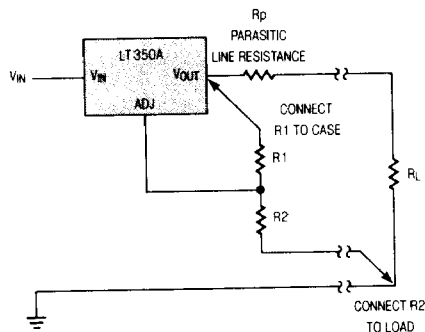 Rp
PARASITIC
LINE RESISTANCE
LT350A
VIN
VIN
VOUT
ADJ
CONNECT
R1 TO CASE
R1
RL
R2
CONNECT R2
TO LOAD